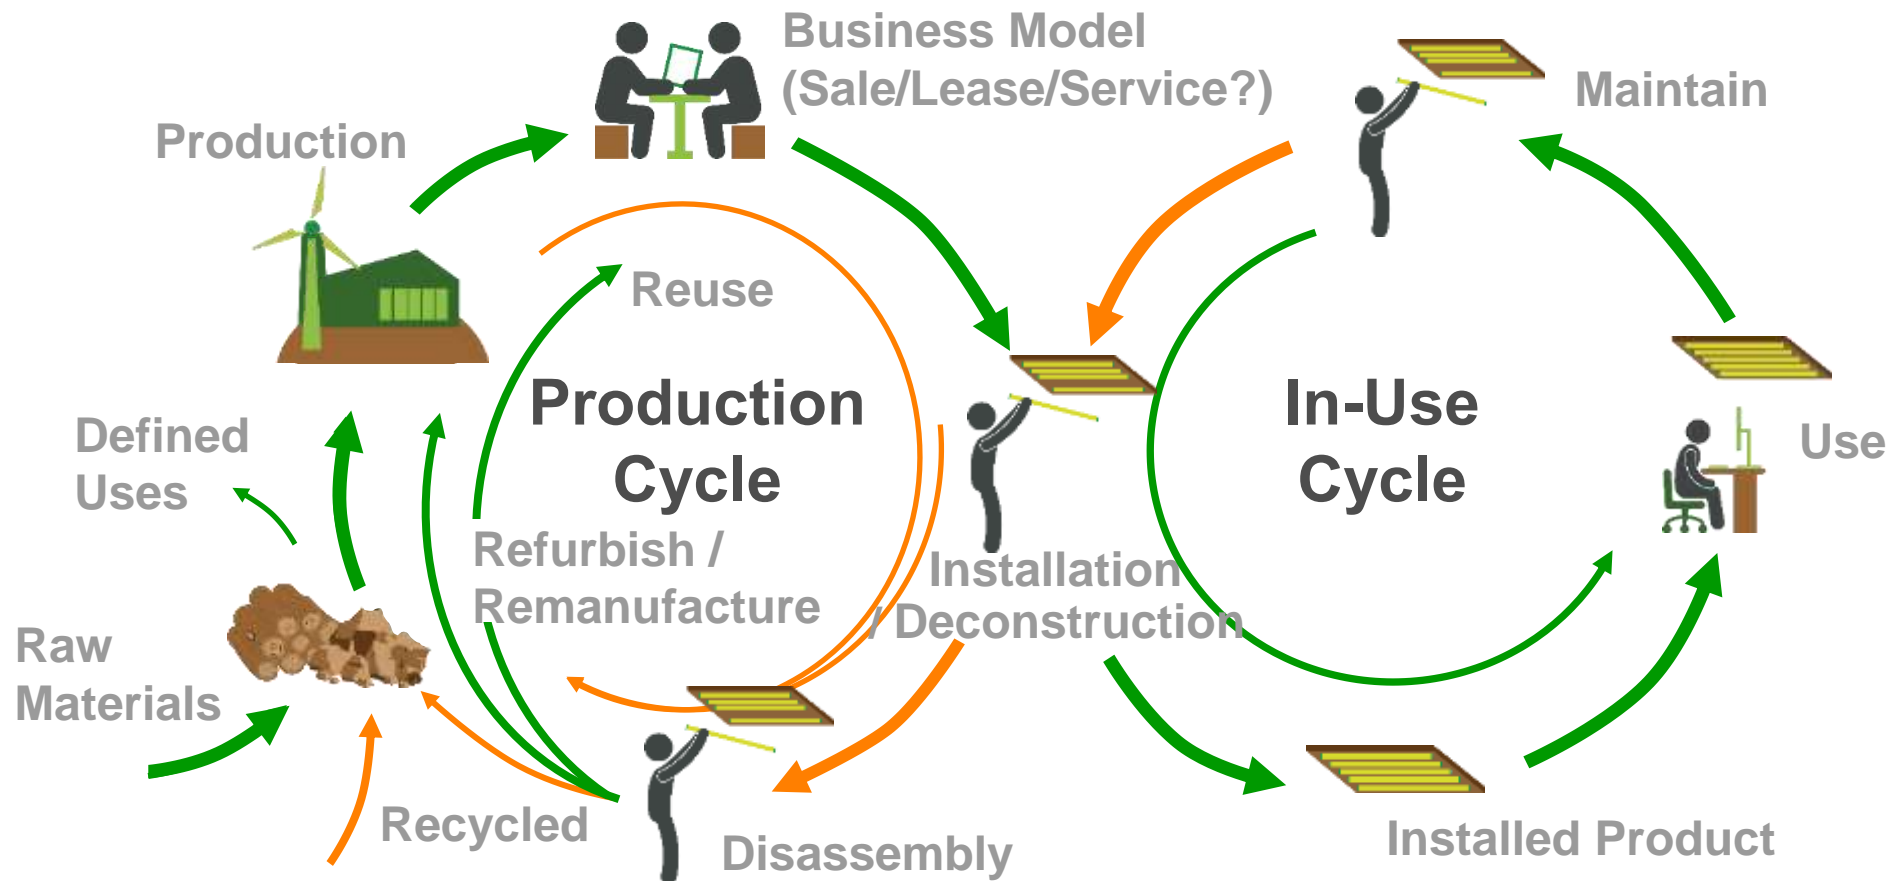 Business Model
(Sale/Lease/Service?)
Maintain
Production
Reuse
Production
Cycle
In-Use
Cycle
Defined
Uses
Use
Refurbish /
Remanufacture
Installation
/ Deconstruction
Raw
Materials
Recycled
Disassembly
Installed Product